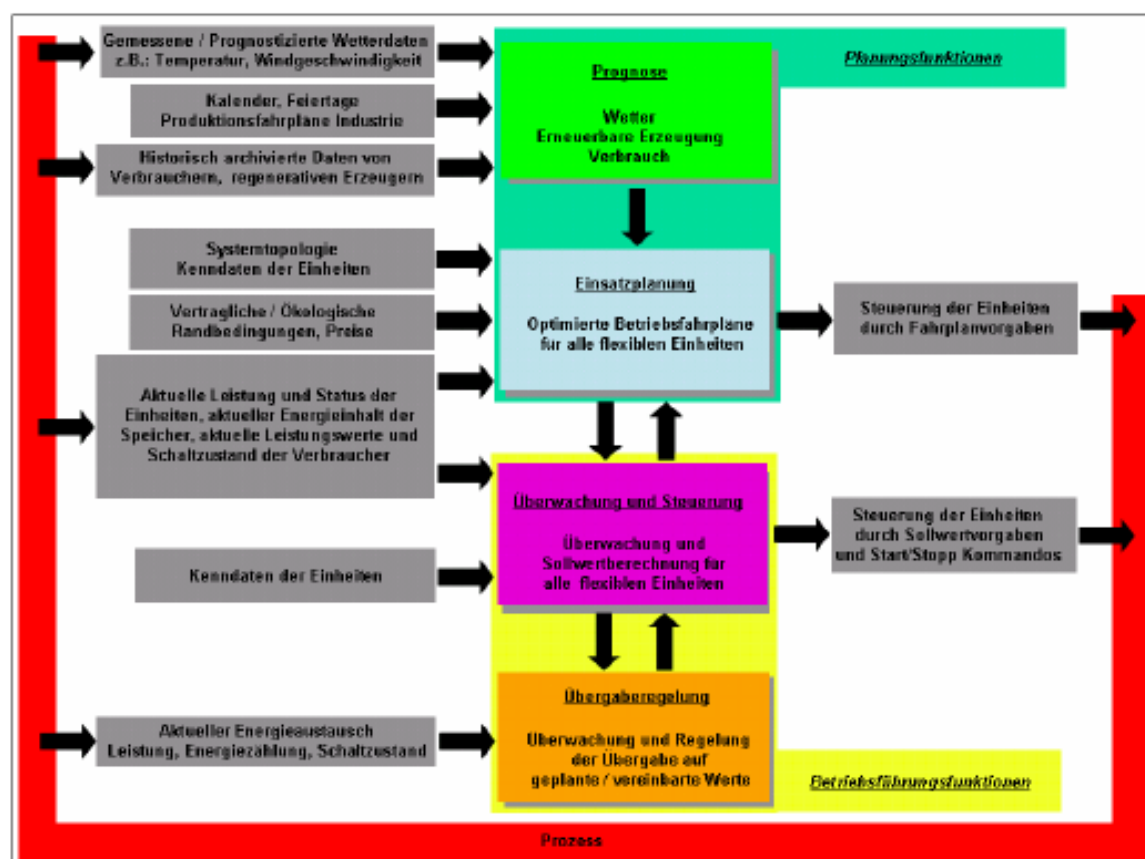 Gemessene / Prognostizierte Wetterdaten
z.B.: Temperatur, Windgeschwindigkeit
Kalender, Feiertage
Produktionsfahrpläne Industrie
Historisch archivierte Daten von
Verbrauchern, regenerativen Erzeugern
Prognose
Wetter
Erneuerbare Erzeugung
Verbrauch
Planungsfunktionen
Systemtopologie
Kenndaten der Einheiten
Vertragliche / Ökologische
Randbedingungen, Preise
Einsatzplanung
Optimierte Betriebsfahrpläne
für alle flexiblen Einheiten
Steuerung der Einheiten
durch Fahrplanvorgaben
Aktuelle Leistung und Status der
Einheiten, aktueller Energieinhalt der
Speicher, aktuelle Leistungswerte und
Schaltzustand der Verbraucher
Überwachung und Steuerung
Überwachung und
Sollwertberechnung für
alle flexiblen Einheiten
Steuerung der Einheiten
durch Sollwertvorgaben
und Start/Stopp Kommandos
Kenndaten der Einheiten
Übergaberegelung
Überwachung und Regelung
der Übergabe auf
geplante / vereinbarte Werte
Aktueller Energieaustausch
Leistung, Energiezählung, Schaltzustand
Betriebsführungsfunktionen
Prozess